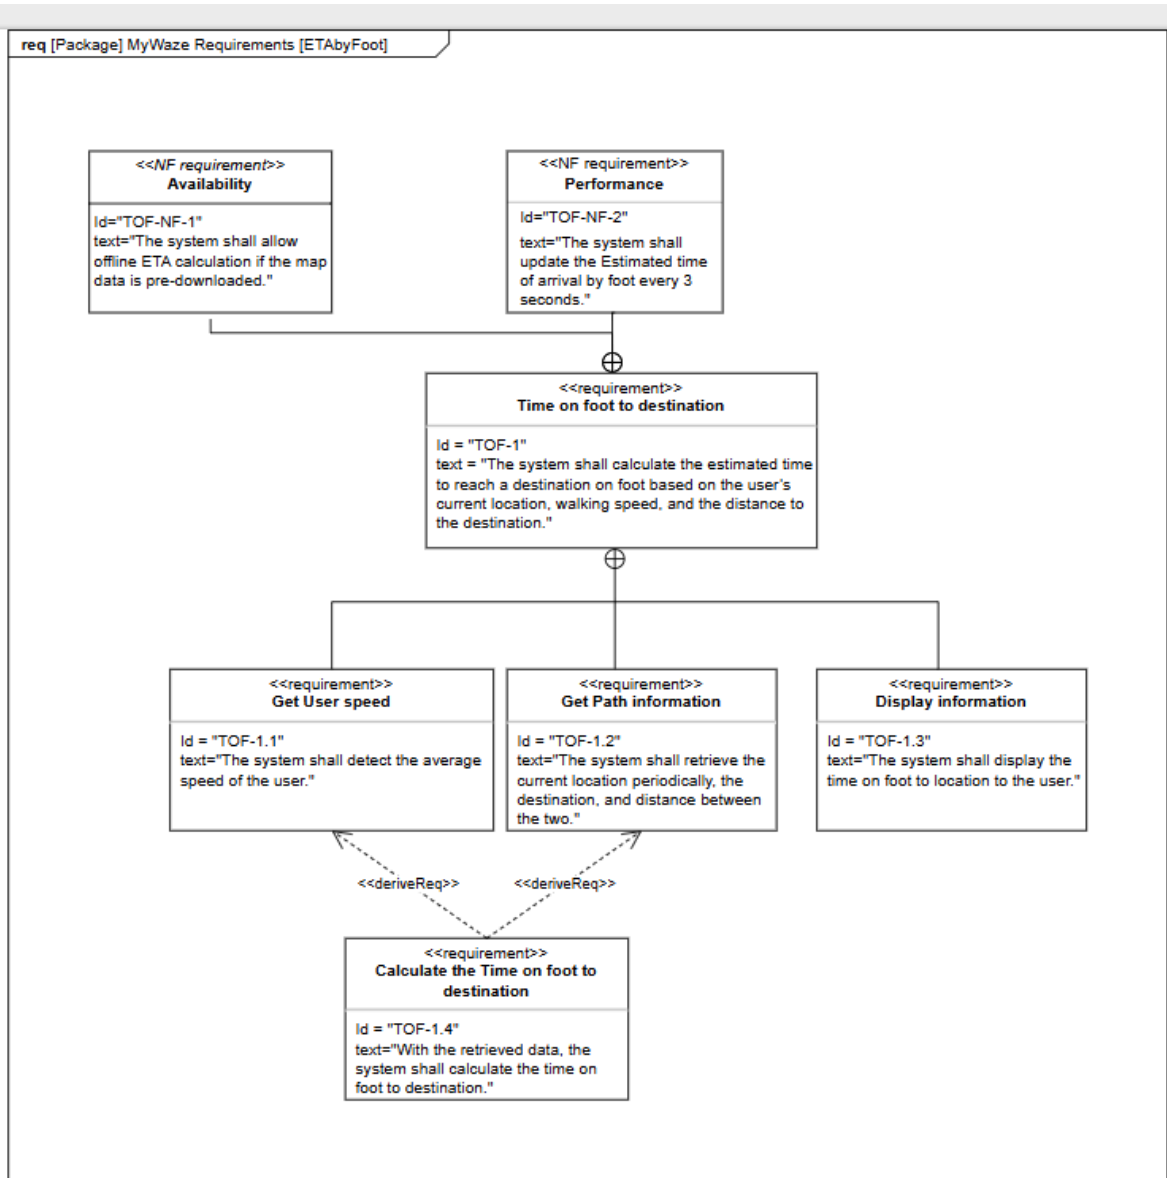 req [Package] MyWaze Requirements [ETAbyFoot]
<<NF requirement>>
Availability
Id="TOF-NF-1"
text="The system shall allow
offline ETA calculation if the map
data is pre-downloaded."
<<NF requirement>>
Performance
Id="TOF-NF-2"
text="The system shall
update the Estimated time
of arrival by foot every 3
seconds."
<<requirement>>
Time on foot to destination
Id = "TOF-1"
text = "The system shall calculate the estimated time
to reach a destination on foot based on the user's
current location, walking speed, and the distance to
the destination."
<<requirement>>
Get User speed
Id = "TOF-1.1"
text="The system shall detect the average
speed of the user."
<<requirement>>
Get Path information
Id = "TOF-1.2"
text="The system shall retrieve the
current location periodically, the
destination, and distance between
the two."
<<requirement>>
Display information
Id = "TOF-1.3"
text="The system shall display the
time on foot to location to the user."
<<deriveReq>>
<<deriveReq>>
<<requirement>>
Calculate the Time on foot to
destination
Id = "TOF-1.4"
text="With the retrieved data, the
system shall calculate the time on
foot to destination."